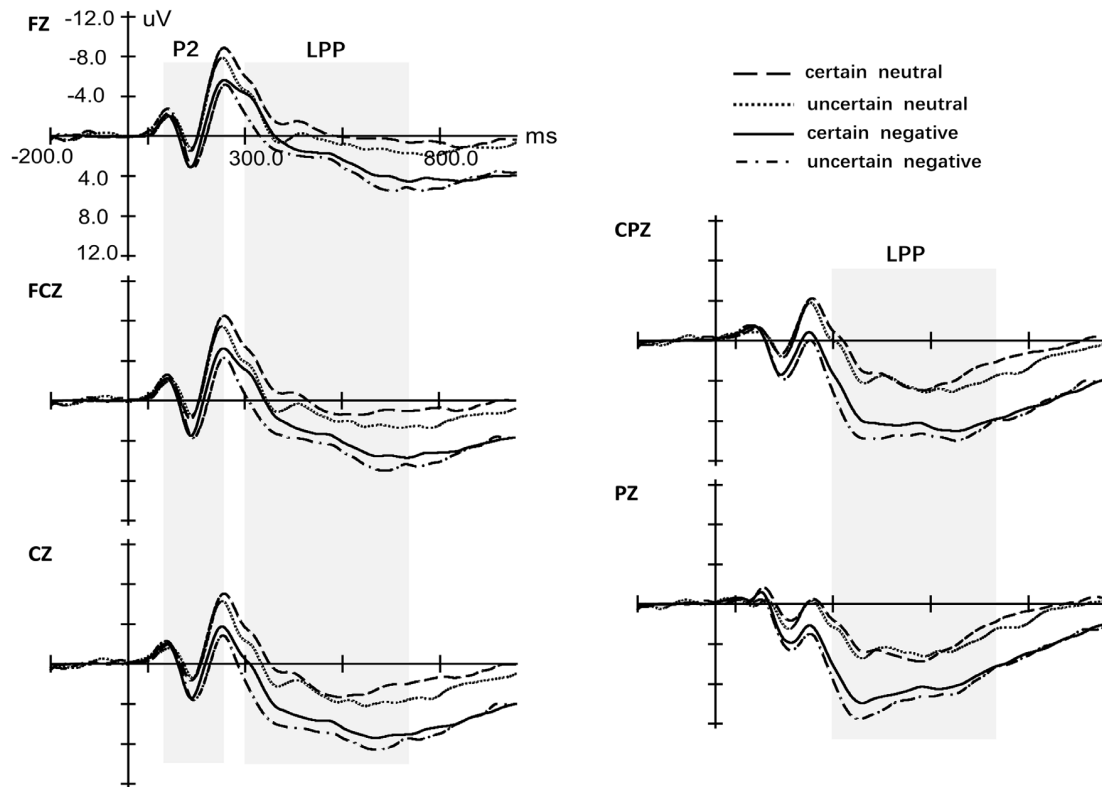 FZ
-12.0 uV
P2
LPP
-8.0
-4.0
ms
-200.0
300.0
800.0
4.0
8.0
12.0
certain neutral
uncertain neutral
certain negative
uncertain negative
FCZ
CZ
CPZ
LPP
PZ